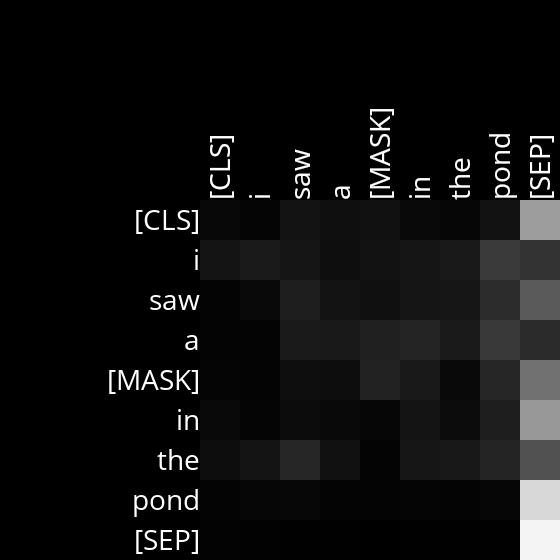 [CLS] i saw a [MASK] in the pond [SEP]
[CLS]
i
saw
a
[MASK]
in
the
pond
[SEP]